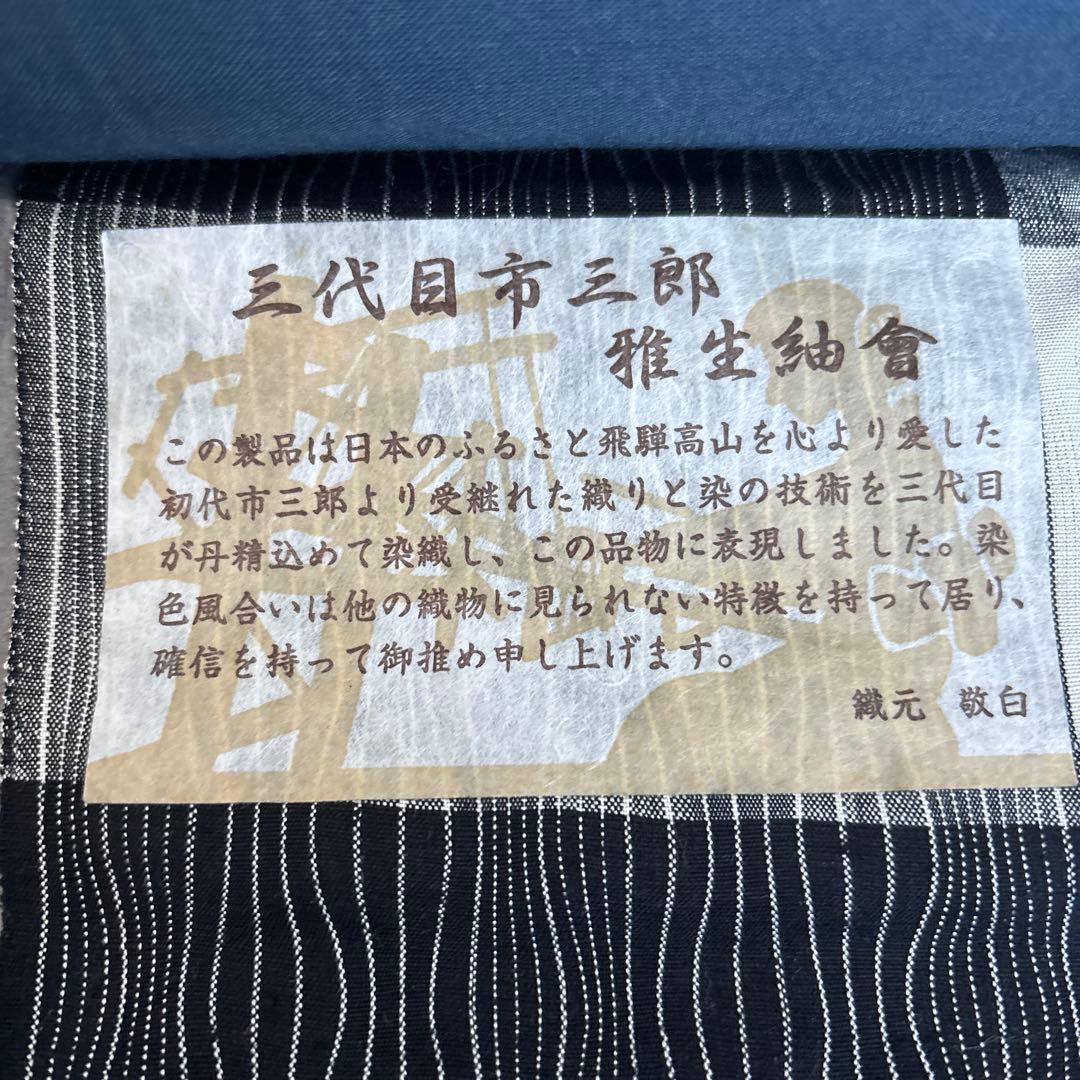 三代目市三郎
雅生紬會
この製品は日本のふるさと飛騨高山を心より愛した
初代市三郎より受継れた織りと染の技術を三代目
が丹精込めて染織し、この品物に表現しました。染
色風合いは他の織物に見られない特徴を持って居り、
確信を持って御推め申し上げます。
織元 敬白